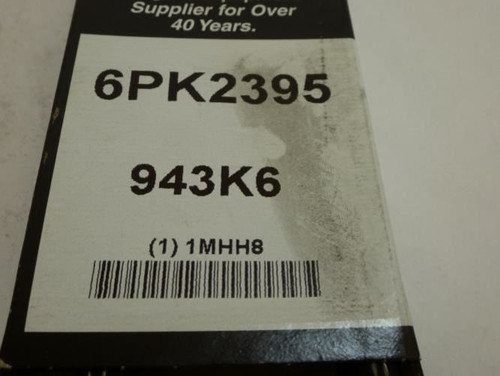 Supplier for Over
40 Years.
6PK2395
943K6
(1) 1MHH8